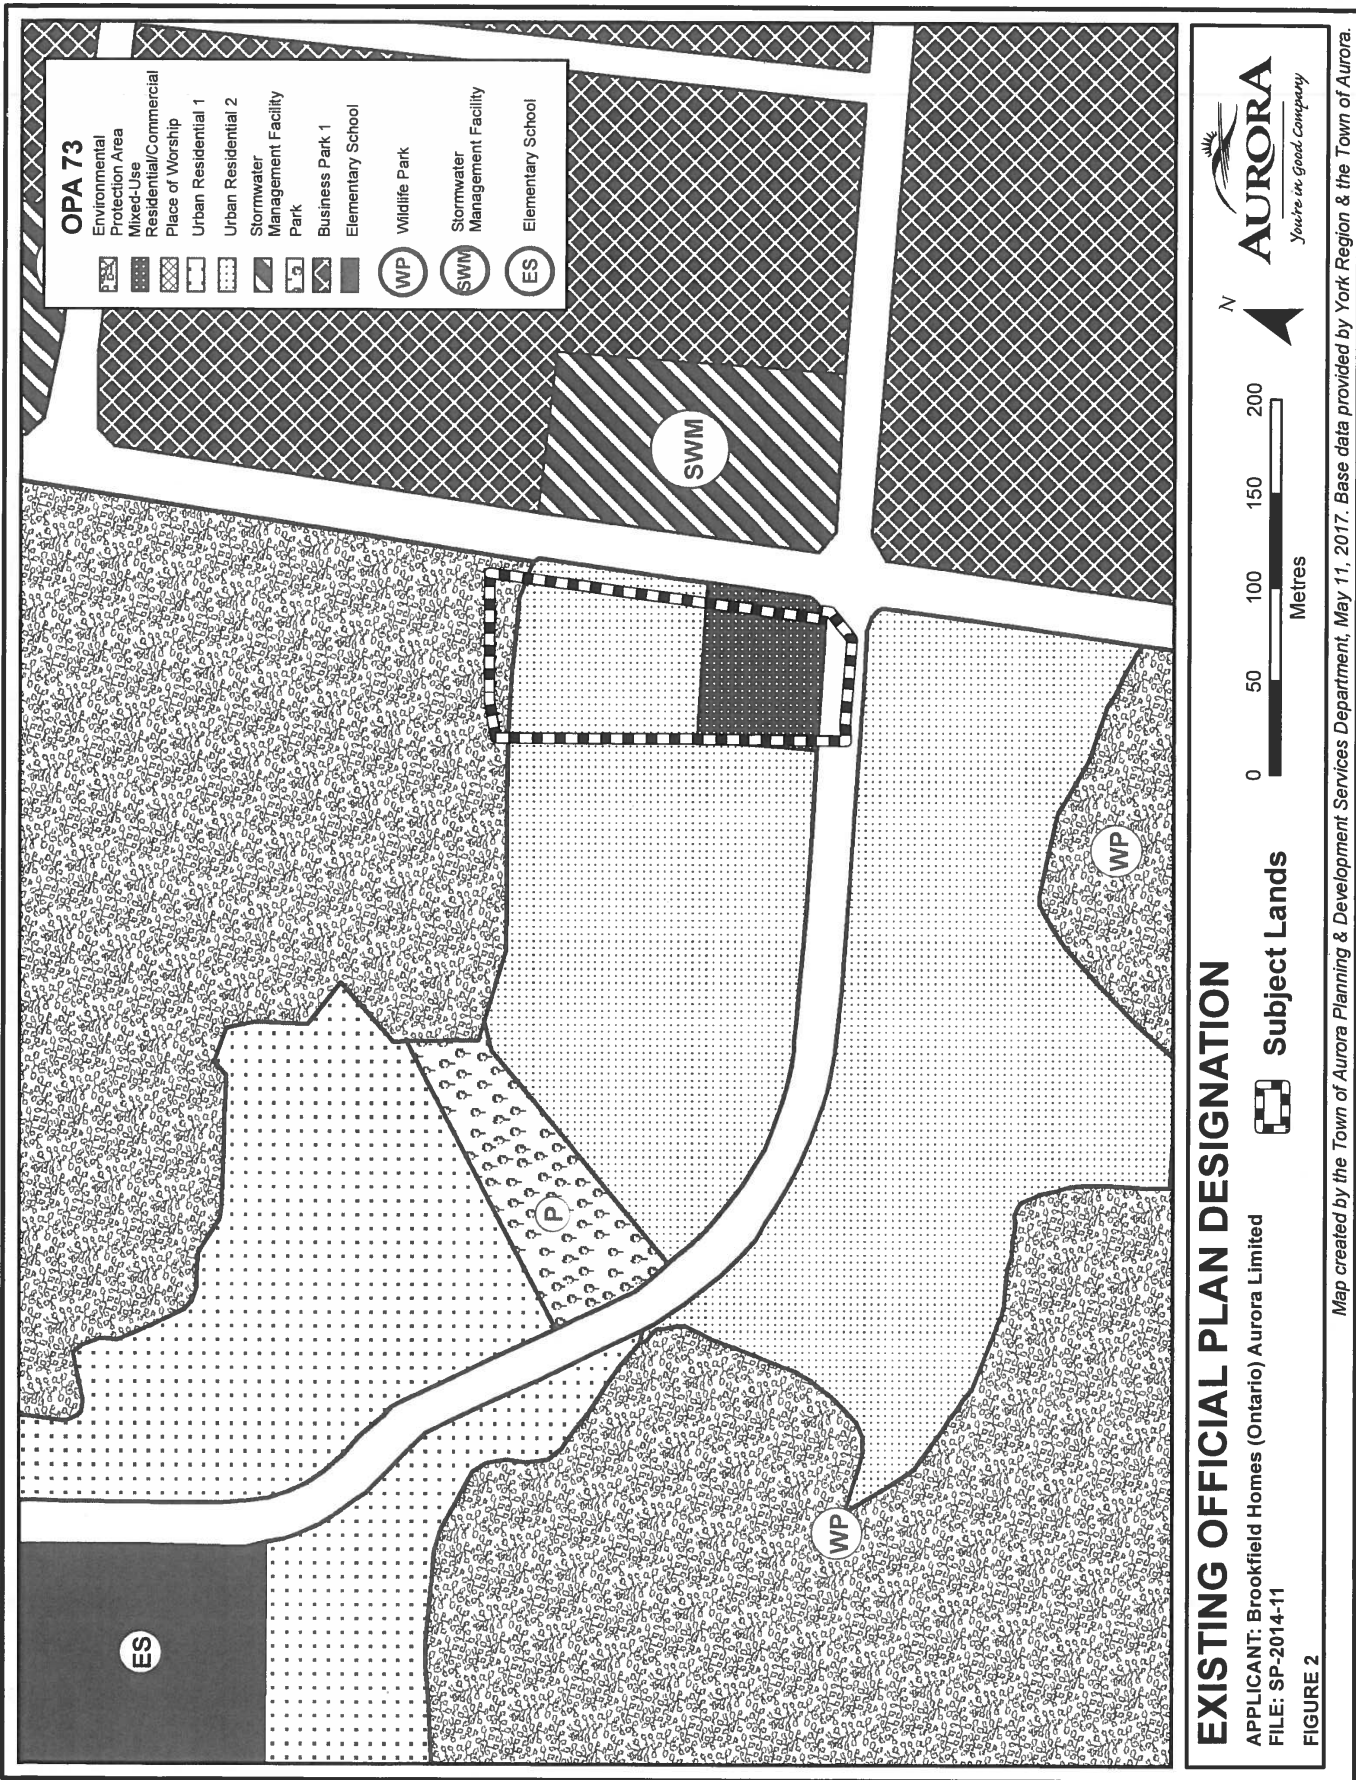 OPA 73
Environmental
Protection Area
Mixed-Use
Residential/Commercial
Place of Worship
Urban Residential 1
Urban Residential 2
Stormwater
Management Facility
Park
Business Park 1
Elementary School
WP
Wildlife Park
SWM
Stormwater
Management Facility
ES
Elementary School
SWM
P
WP
WP
ES
EXISTING OFFICIAL PLAN DESIGNATION
APPLICANT: Brookfield Homes (Ontario) Aurora Limited
FILE: SP-2014-11
FIGURE 2
Subject Lands
0 50 100 150 200
Metres
N
AURORA
You're in Good Company
Map created by the Town of Aurora Planning & Development Services Department, May 11, 2017. Base data provided by York Region & the Town of Aurora.